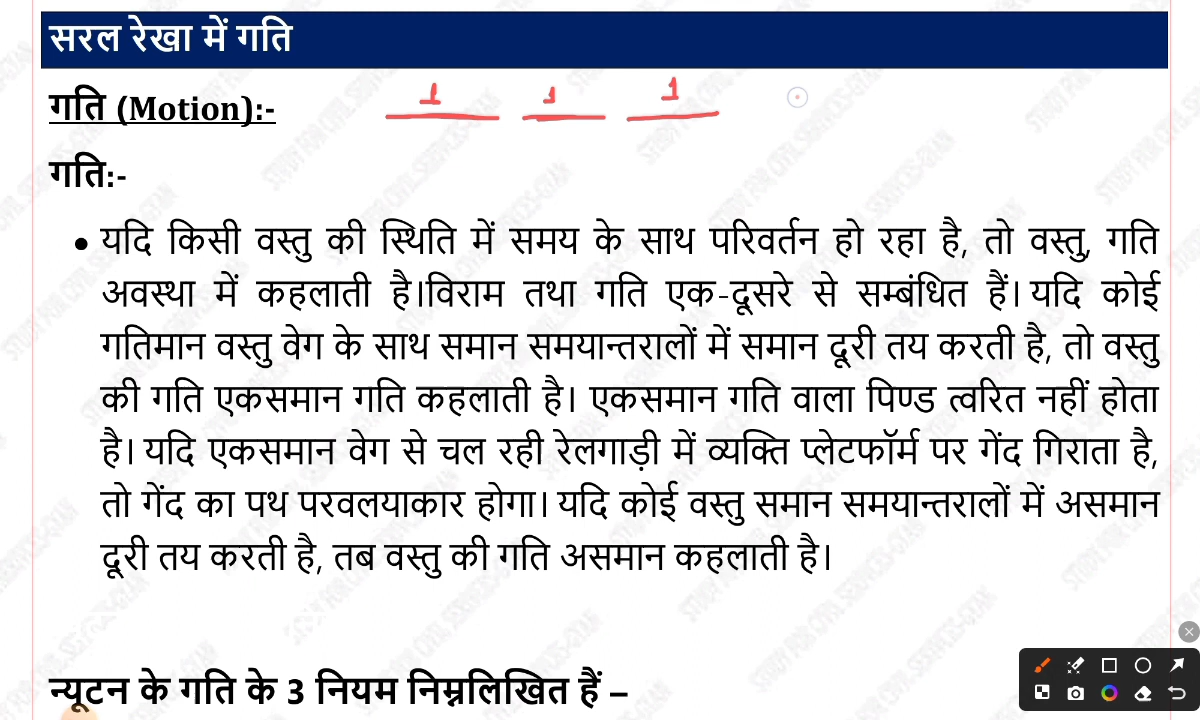 सरल रेखा में गति
गति (Motion):-
1 1 1
गति:-
• यदि किसी वस्तु की स्थिति में समय के साथ परिवर्तन हो रहा है, तो वस्तु, गति
अवस्था में कहलाती है।विराम तथा गति एक-दूसरे से सम्बंधित हैं। यदि कोई
गतिमान वस्तु वेग के साथ समान समयान्तरालों में समान दूरी तय करती है, तो वस्तु
की गति एकसमान गति कहलाती है। एकसमान गति वाला पिण्ड त्वरित नहीं होता
है। यदि एकसमान वेग से चल रही रेलगाड़ी में व्यक्ति प्लेटफॉर्म पर गेंद गिराता है,
तो गेंद का पथ परवलयाकार होगा। यदि कोई वस्तु समान समयान्तरालों में असमान
दूरी तय करती है, तब वस्तु की गति असमान कहलाती है।
न्यूटन के गति के 3 नियम निम्नलिखित हैं –